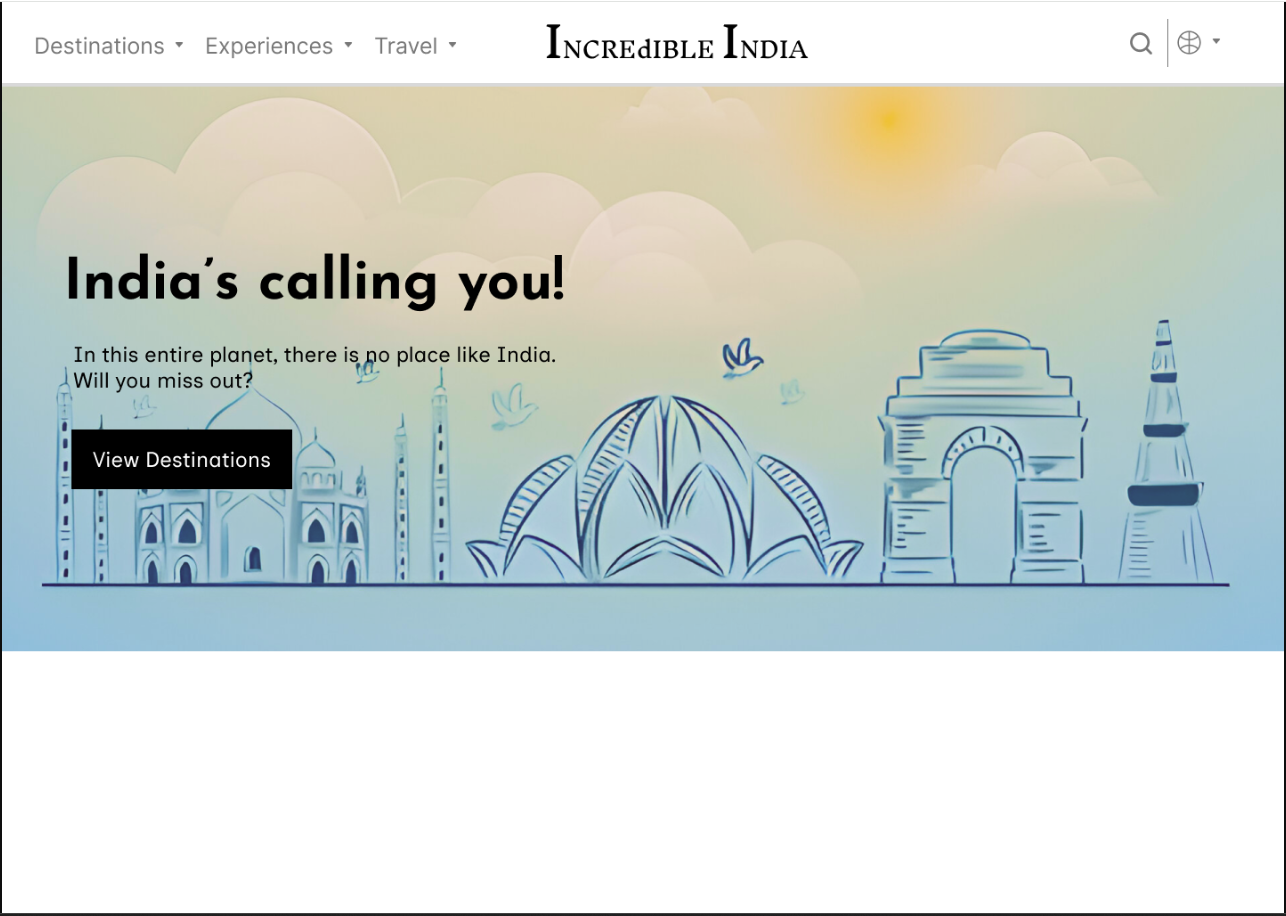 Destinations Experiences Travel INCREdIBLE INDIA
India’s calling you!
In this entire planet, there is no place like India.
Will you miss out?
View Destinations